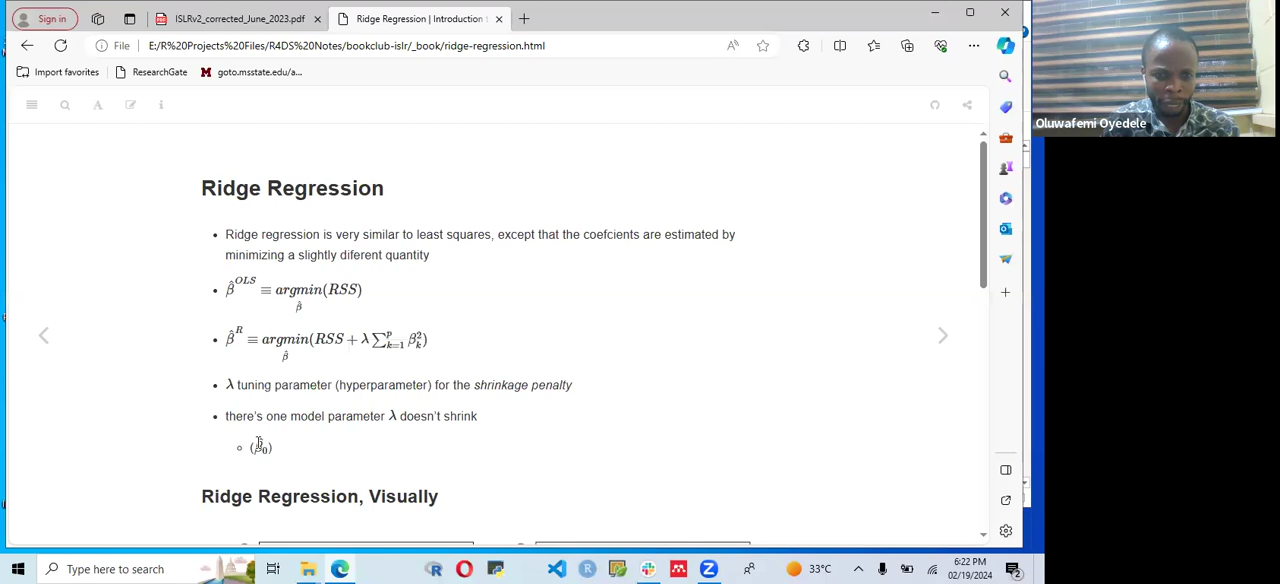 Sign in
ISLRv2_corrected_June_2023.pdf
Ridge Regression | Introduction
File
E:/R%20Projects%20Files/R4DS%20Notes/bookclub-islr/_book/ridge-regression.html
Import favorites
ResearchGate
goto.msstate.edu/a...
Oluwafemi Oyedele
Ridge Regression
• Ridge regression is very similar to least squares, except that the coefcients are estimated by
minimizing a slightly diferent quantity
• β̂^OLS ≡ argmin(RSS)
β̂
• β̂^R ≡ argmin(RSS + λ∑^p_k=1 β²_k)
β̂
• λ tuning parameter (hyperparameter) for the shrinkage penalty
• there's one model parameter λ doesn't shrink
◦ (β̂₀)
Ridge Regression, Visually
Type here to search
33°C
6:22 PM
02/19/2024